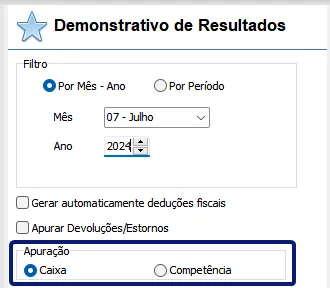 Demonstrativo de Resultados
Filtro
Por Mês - Ano Por Período
Mês 07 - Julho
Ano 2024
Gerar automaticamente deduções fiscais
Apurar Devoluções/Estornos
Apuração
Caixa Competência